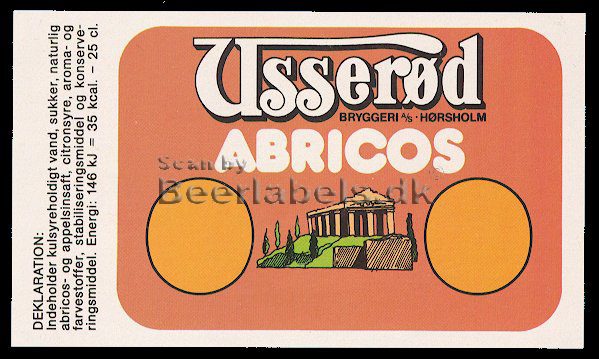 Usserød
BRYGGERI A/S · HØRSHOLM
ABRICOS
Scan by
Beerlabels.dk
DEKLARATION:
Indeholder kulsyreholdigt vand, sukker, naturlig
abricos- og appelsinsaft, citronsyre, aroma- og
farvestoffer, stabiliseringsmiddel og konserve-
ringsmiddel. Energi: 146 kJ = 35 kcal. – 25 cl.